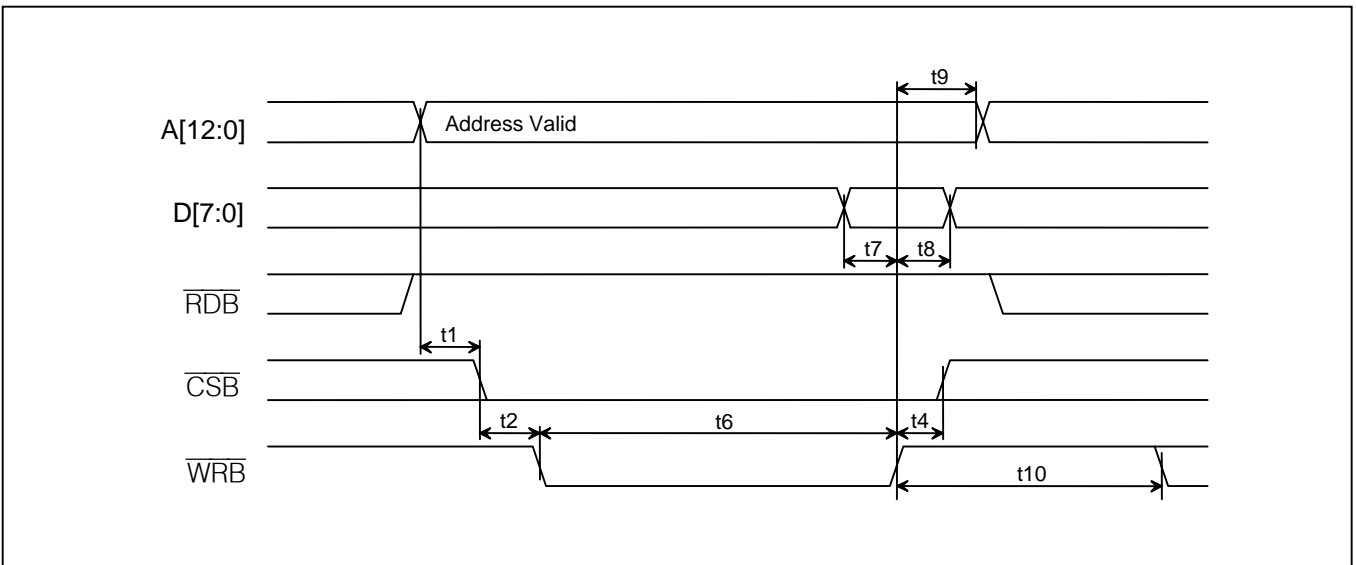 t9
A[12:0] Address Valid
D[7:0]
t7 t8
RDB
t1
CSB
t2 t6 t4
WRB
t10